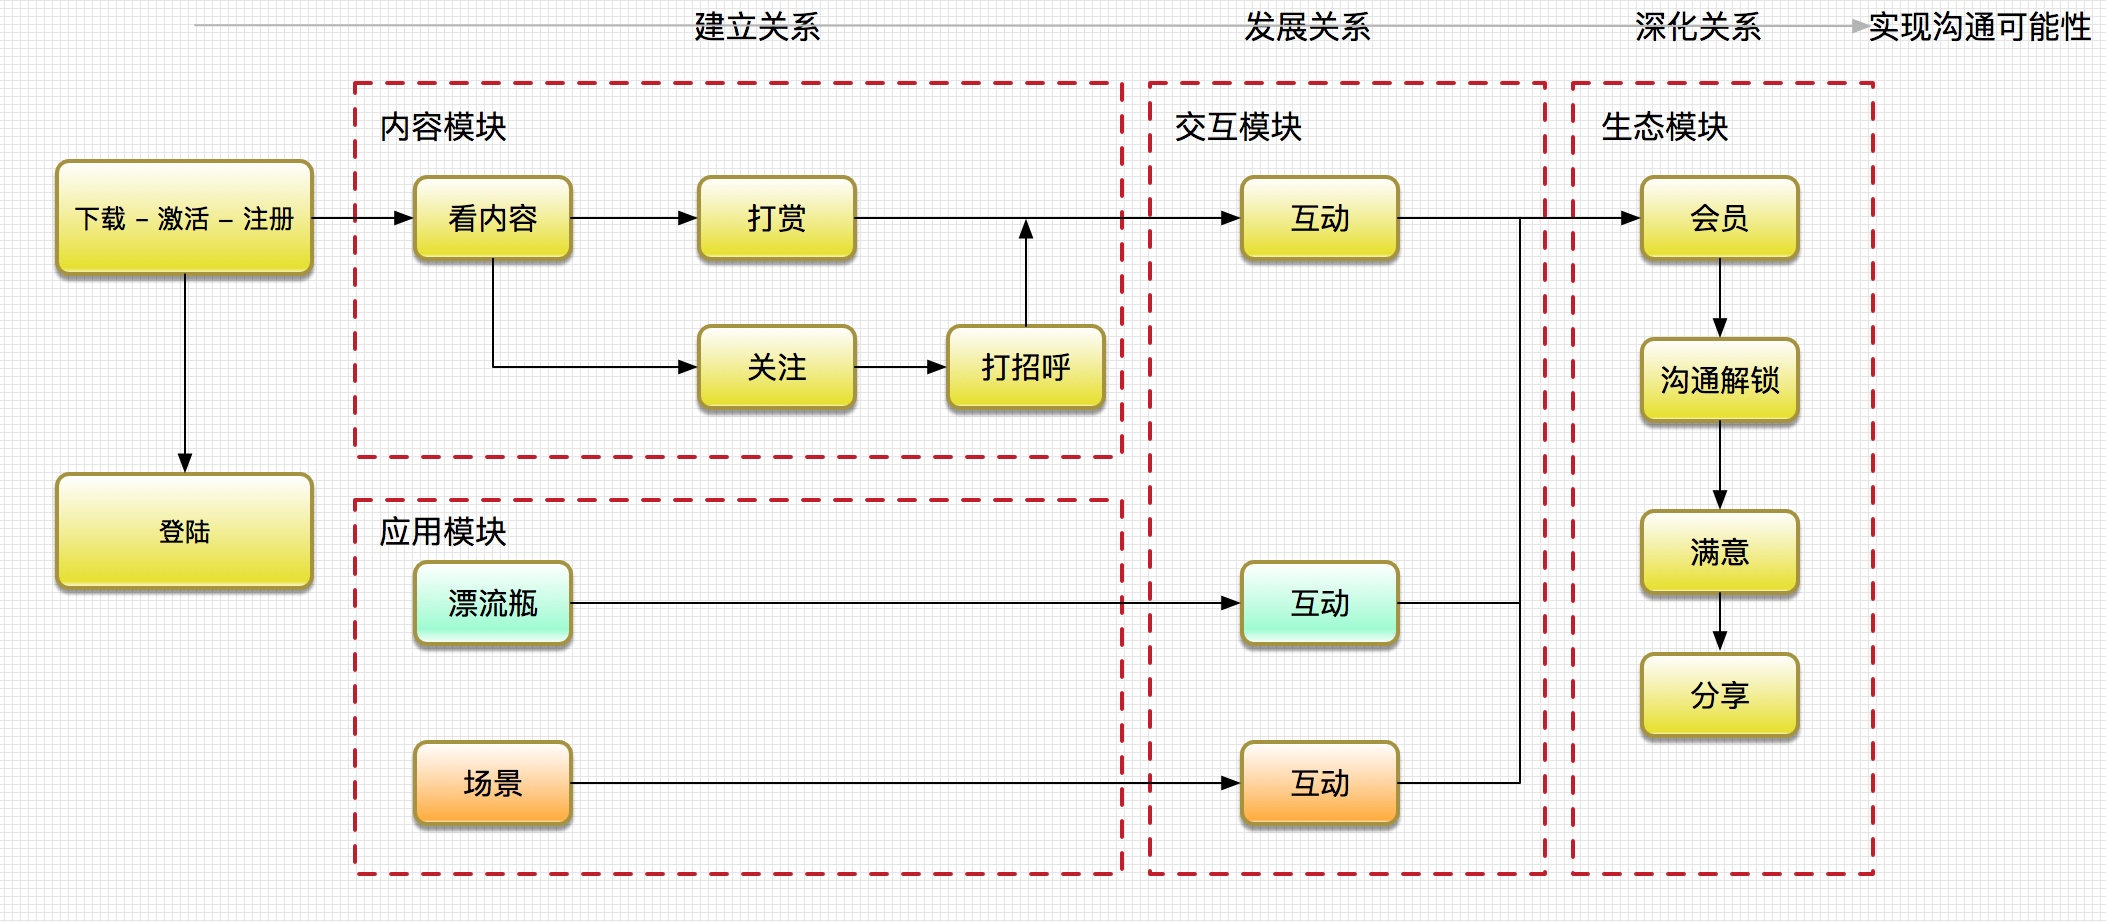 建立关系
发展关系
深化关系
实现沟通可能性
内容模块
交互模块
生态模块
下载 – 激活 – 注册
看内容
打赏
互动
会员
关注
打招呼
沟通解锁
登陆
应用模块
满意
漂流瓶
互动
分享
场景
互动